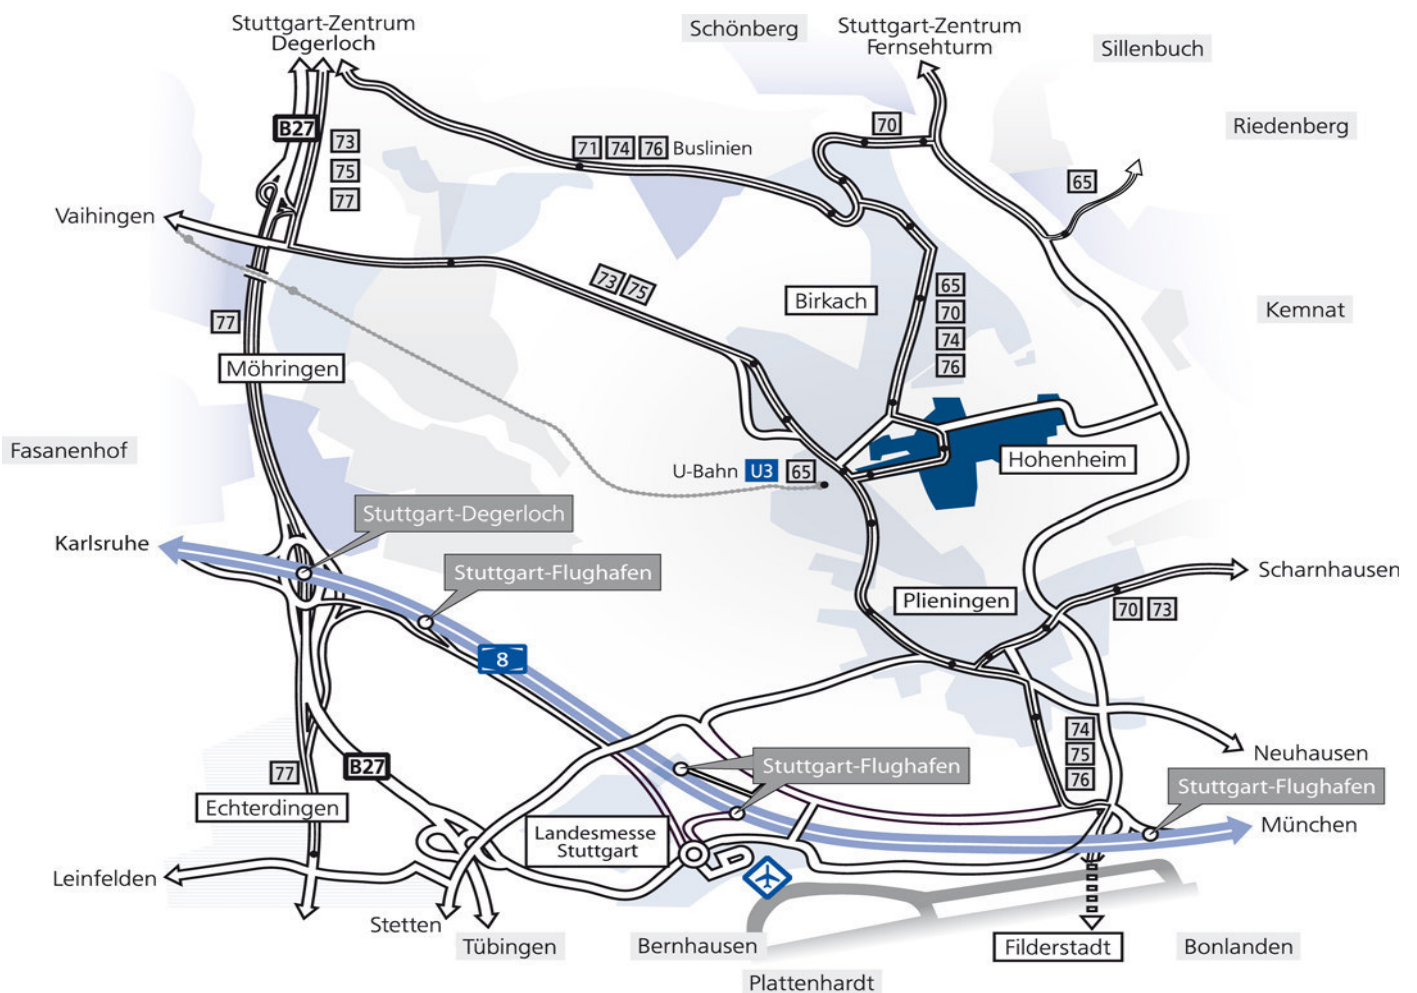 Stuttgart-Zentrum
Degerloch
Schönberg
Stuttgart-Zentrum
Fernsehturm
Sillenbuch
B27
73
75
77
71 74 76 Buslinien
70
Riedenberg
65
Vaihingen
73 75
Birkach
65
70
74
76
Kemnat
77
Möhringen
Fasanenhof
U-Bahn U3 65
Hohenheim
Stuttgart-Degerloch
Karlsruhe
Stuttgart-Flughafen
Scharnhausen
Plieningen
70 73
8
74
75
76
Neuhausen
B27
77
Stuttgart-Flughafen
Stuttgart-Flughafen
Echterdingen
Landesmesse
Stuttgart
München
Leinfelden
Stetten
Tübingen
Bernhausen
Filderstadt
Bonlanden
Plattenhardt